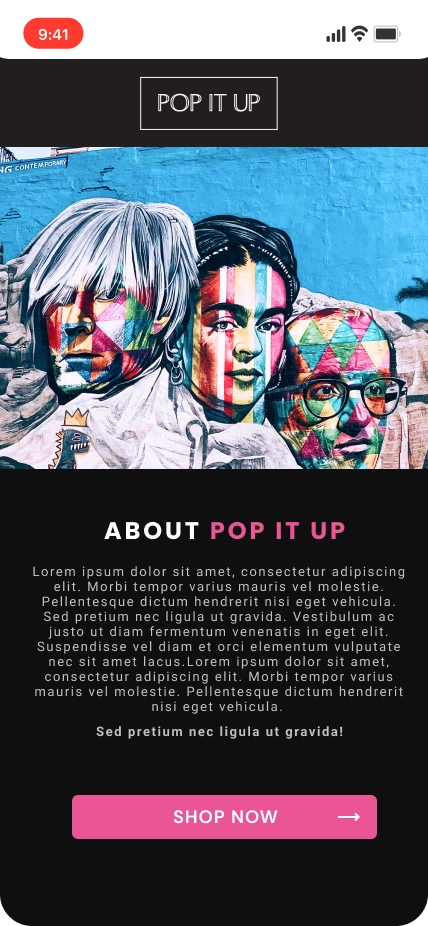 9:41
POP IT UP
CONTEMPORARY
ABOUT POP IT UP
Lorem ipsum dolor sit amet, consectetur adipiscing
elit. Morbi tempor varius mauris vel molestie.
Pellentesque dictum hendrerit nisi eget vehicula.
Sed pretium nec ligula ut gravida. Vestibulum ac
justo ut diam fermentum venenatis in eget elit.
Suspendisse vel diam et orci elementum vulputate
nec sit amet lacus.Lorem ipsum dolor sit amet,
consectetur adipiscing elit. Morbi tempor varius
mauris vel molestie. Pellentesque dictum hendrerit
nisi eget vehicula.
Sed pretium nec ligula ut gravida!
SHOP NOW